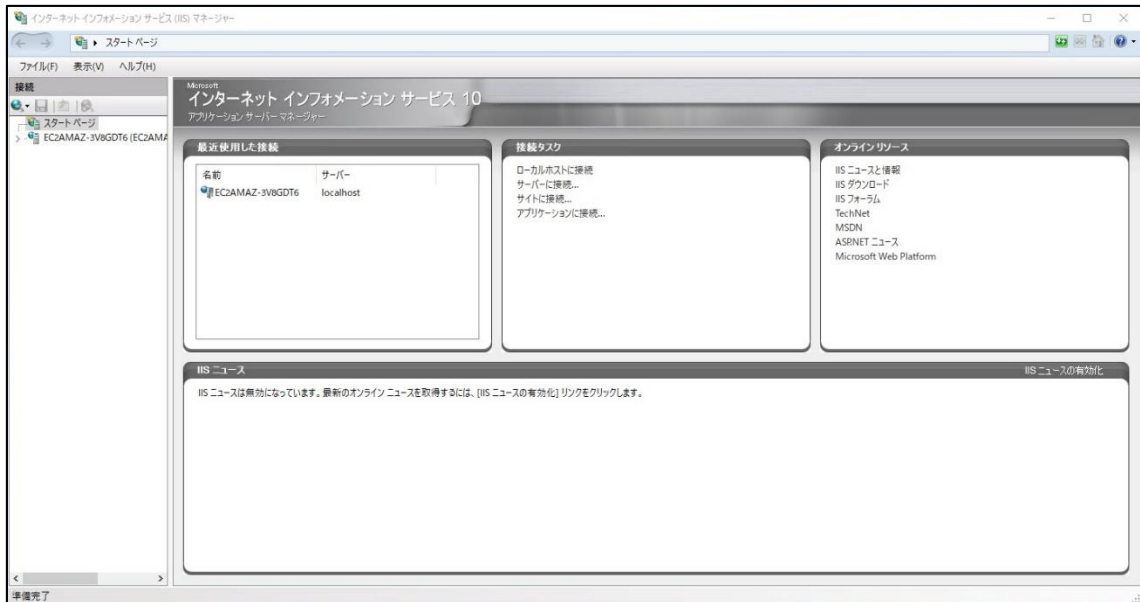 インターネット インフォメーション サービス (IIS) マネージャー
スタート ページ
ファイル(F) 表示(V) ヘルプ(H)
接続
スタート ページ
EC2AMAZ-3V8GDT6 (EC2AMA
Microsoft
インターネット インフォメーション サービス 10
アプリケーション サーバー マネージャー
最近使用した接続
名前 サーバー
EC2AMAZ-3V8GDT6 localhost
接続タスク
ローカルホストに接続
サーバーに接続...
サイトに接続...
アプリケーションに接続...
オンライン リソース
IIS ニュースと情報
IIS ダウンロード
IIS フォーラム
TechNet
MSDN
ASP.NET ニュース
Microsoft Web Platform
IIS ニュース IIS ニュースの有効化
IIS ニュースは無効になっています。最新のオンライン ニュースを取得するには、[IIS ニュースの有効化] リンクをクリックします。
準備完了